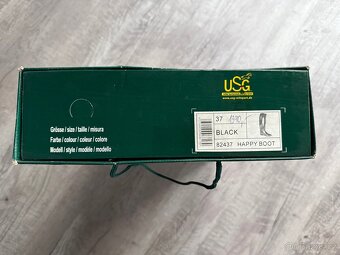 USG
www.usg-reitsport.de
Grösse / size / taille / misura
Farbe / colour / couleur / colore
Modell / style / modèle / modello
37
BLACK
82437 HAPPY BOOT